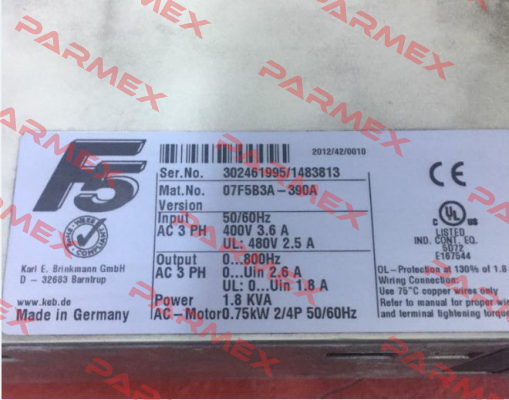 PARMEX
PARMEX
PARMEX
PARMEX
PARMEX
F5
2012/42/0010
Ser.No. 302461995/1483813
Mat.No. 07F5B3A-390A
Version
Input 50/60Hz
AC 3 PH 400V 3.6 A
UL: 480V 2.5 A
Output 0...800Hz
AC 3 PH 0...Uin 2.6 A
UL: 0...Uin 1.8 A
Power 1.8 KVA
AC-Motor 0.75kW 2/4P 50/60Hz
Karl E. Brinkmann GmbH
D - 32683 Barntrup
www.keb.de
Made in Germany
CE
C UL US
LISTED
IND. CONT. EQ.
5D72
E167544
OL-Protection at 130% of 1.8
Wiring Connection:
Use 75°C copper wires only
Refer to manual for proper wir
and terminal tightening torque